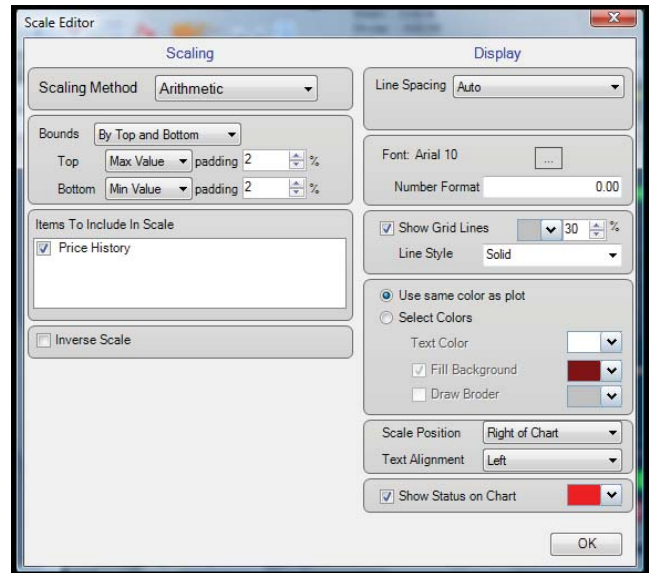 Scale Editor
Scaling
Scaling Method Arithmetic
Bounds By Top and Bottom
Top Max Value padding 2 %
Bottom Min Value padding 2 %
Items To Include In Scale
Price History
Inverse Scale
Display
Line Spacing Auto
Font: Arial 10 ...
Number Format 0.00
Show Grid Lines 30 %
Line Style Solid
Use same color as plot
Select Colors
Text Color
Fill Background
Draw Broder
Scale Position Right of Chart
Text Alignment Left
Show Status on Chart
OK